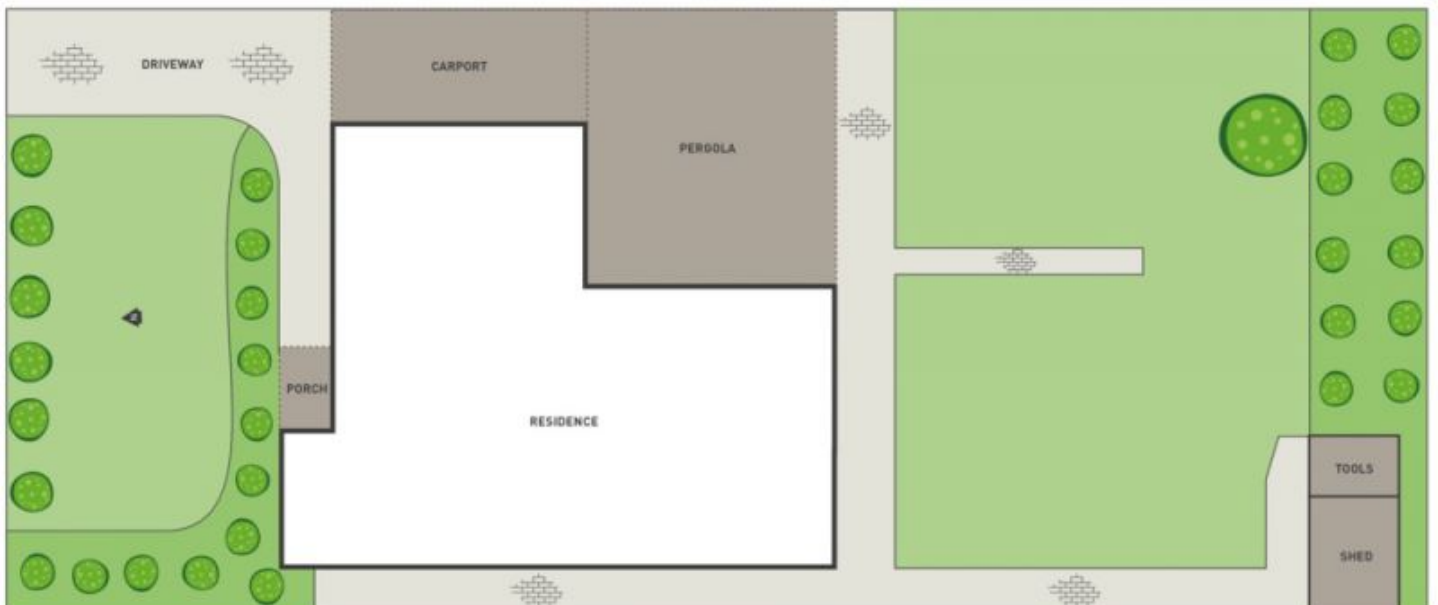 DRIVEWAY
CARPORT
PERGOLA
PORCH
RESIDENCE
TOOLS
SHED